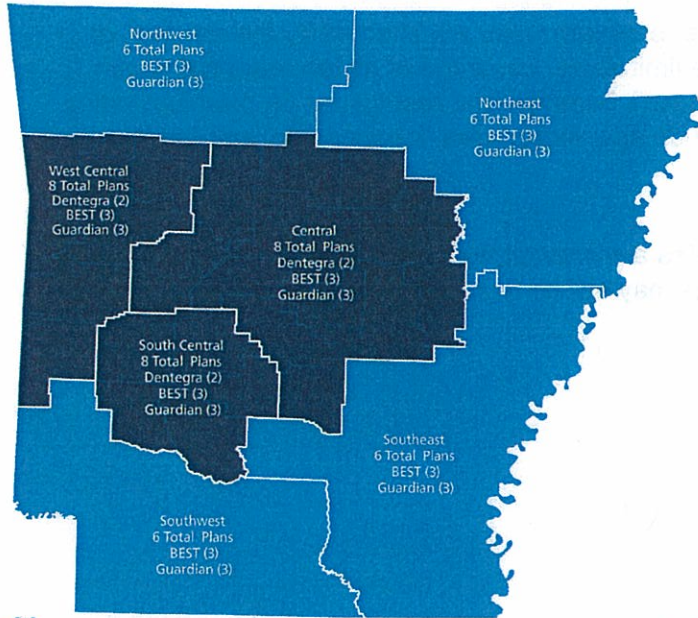 Northwest
6 Total Plans
BEST (3)
Guardian (3)
Northeast
6 Total Plans
BEST (3)
Guardian (3)
West Central
8 Total Plans
Dentegra (2)
BEST (3)
Guardian (3)
Central
8 Total Plans
Dentegra (2)
BEST (3)
Guardian (3)
South Central
8 Total Plans
Dentegra (2)
BEST (3)
Guardian (3)
Southeast
6 Total Plans
BEST (3)
Guardian (3)
Southwest
6 Total Plans
BEST (3)
Guardian (3)